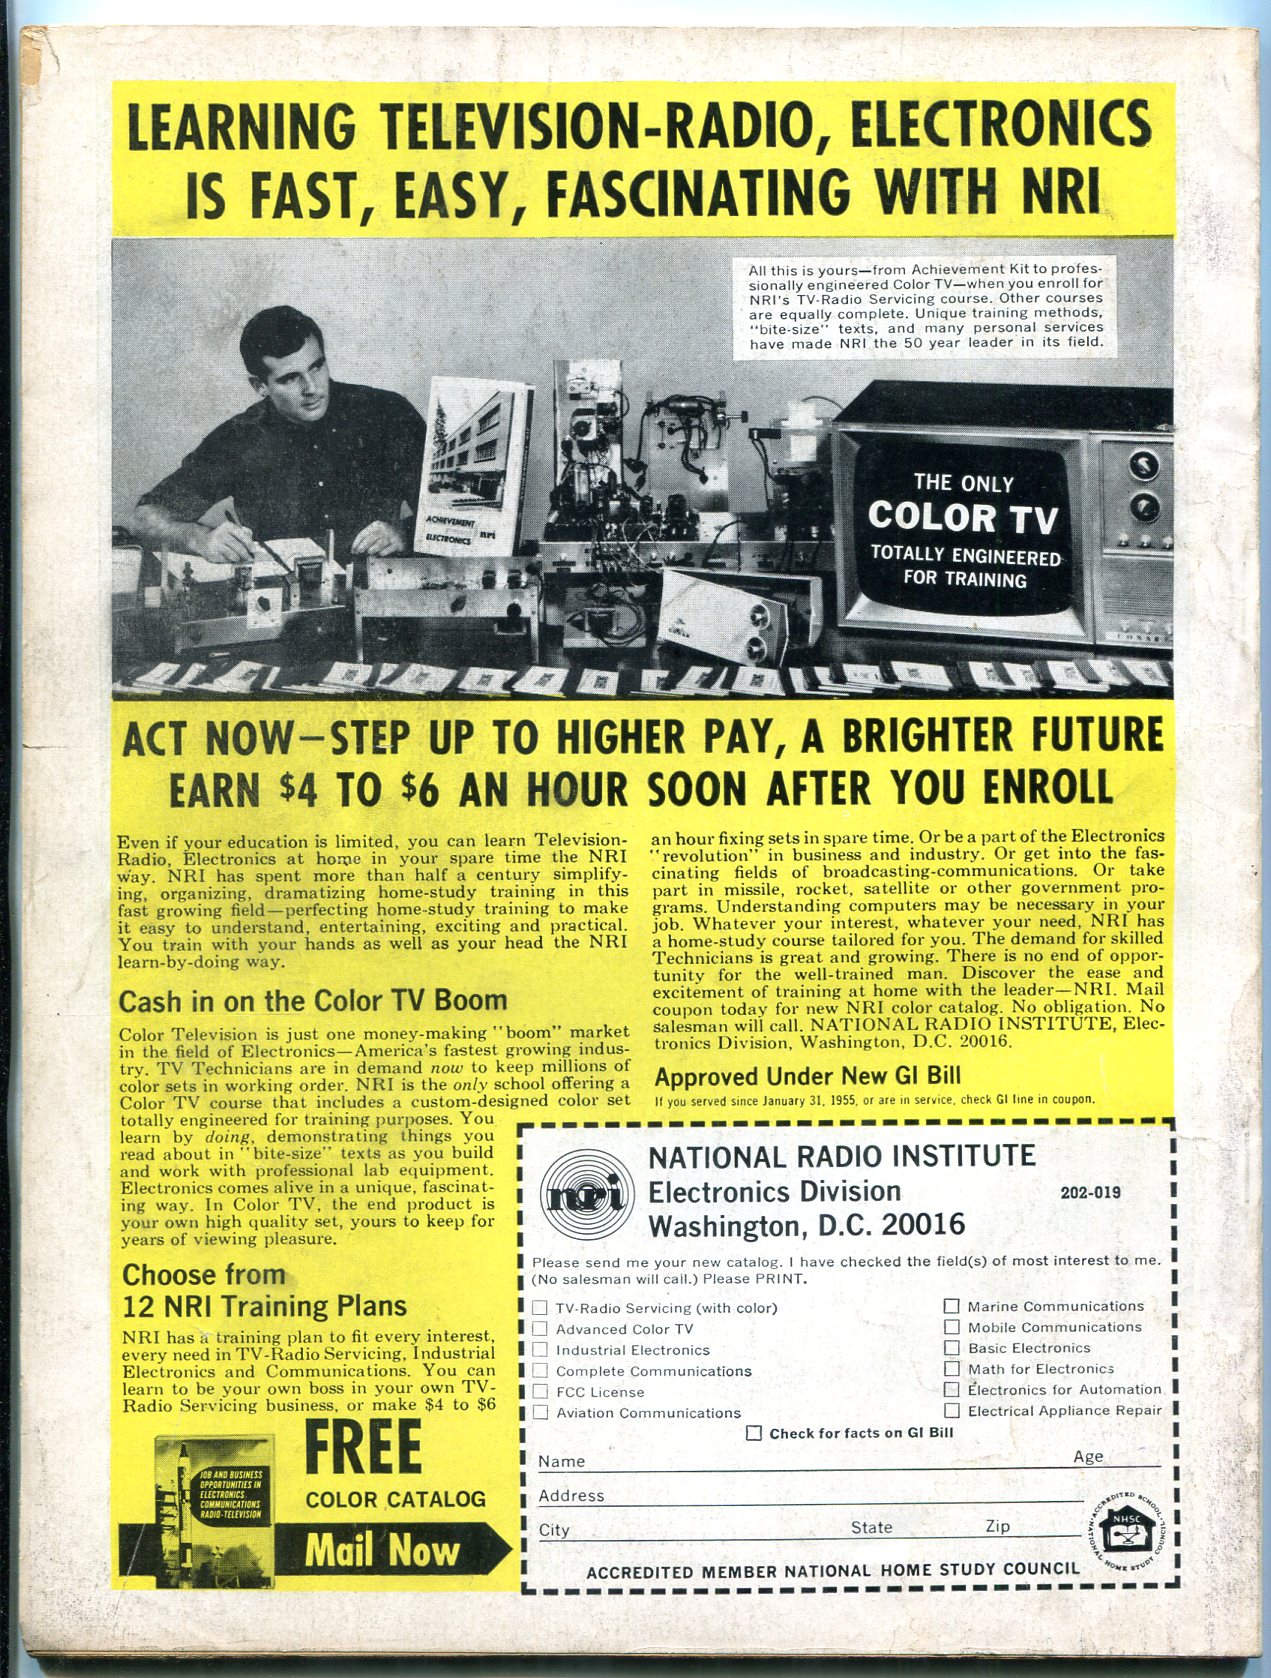 LEARNING TELEVISION-RADIO, ELECTRONICS
IS FAST, EASY, FASCINATING WITH NRI
All this is yours—from Achievement Kit to profes-
sionally engineered Color TV—when you enroll for
NRI's TV-Radio Servicing course. Other courses
are equally complete. Unique training methods,
"bite-size" texts, and many personal services
have made NRI the 50 year leader in its field.
ACHIEVEMENT
ELECTRONICS
nri
THE ONLY
COLOR TV
TOTALLY ENGINEERED
FOR TRAINING
CONAR
ACT NOW—STEP UP TO HIGHER PAY, A BRIGHTER FUTURE
EARN $4 TO $6 AN HOUR SOON AFTER YOU ENROLL
Even if your education is limited, you can learn Television-
Radio, Electronics at home in your spare time the NRI
way. NRI has spent more than half a century simplify-
ing, organizing, dramatizing home-study training in this
fast growing field—perfecting home-study training to make
it easy to understand, entertaining, exciting and practical.
You train with your hands as well as your head the NRI
learn-by-doing way.
Cash in on the Color TV Boom
Color Television is just one money-making "boom" market
in the field of Electronics—America's fastest growing indus-
try. TV Technicians are in demand now to keep millions of
color sets in working order. NRI is the only school offering a
Color TV course that includes a custom-designed color set
totally engineered for training purposes. You
learn by doing, demonstrating things you
read about in "bite-size" texts as you build
and work with professional lab equipment.
Electronics comes alive in a unique, fascinat-
ing way. In Color TV, the end product is
your own high quality set, yours to keep for
years of viewing pleasure.
Choose from
12 NRI Training Plans
NRI has a training plan to fit every interest,
every need in TV-Radio Servicing, Industrial
Electronics and Communications. You can
learn to be your own boss in your own TV-
Radio Servicing business, or make $4 to $6
an hour fixing sets in spare time. Or be a part of the Electronics
"revolution" in business and industry. Or get into the fas-
cinating fields of broadcasting-communications. Or take
part in missile, rocket, satellite or other government pro-
grams. Understanding computers may be necessary in your
job. Whatever your interest, whatever your need, NRI has
a home-study course tailored for you. The demand for skilled
Technicians is great and growing. There is no end of oppor-
tunity for the well-trained man. Discover the ease and
excitement of training at home with the leader—NRI. Mail
coupon today for new NRI color catalog. No obligation. No
salesman will call. NATIONAL RADIO INSTITUTE, Elec-
tronics Division, Washington, D.C. 20016.
Approved Under New GI Bill
If you served since January 31, 1955, or are in service, check GI line in coupon.
JOB AND BUSINESS
OPPORTUNITIES IN
ELECTRONICS
COMMUNICATIONS
RADIO-TELEVISION
FREE
COLOR CATALOG
Mail Now
nri
NATIONAL RADIO INSTITUTE
Electronics Division 202-019
Washington, D.C. 20016
Please send me your new catalog. I have checked the field(s) of most interest to me.
(No salesman will call.) Please PRINT.
TV-Radio Servicing (with color)
Advanced Color TV
Industrial Electronics
Complete Communications
FCC License
Aviation Communications
Marine Communications
Mobile Communications
Basic Electronics
Math for Electronics
Electronics for Automation
Electrical Appliance Repair
Check for facts on GI Bill
Name Age
Address
City State Zip
ACCREDITED MEMBER NATIONAL HOME STUDY COUNCIL
ACCREDITED SCHOOL
NATIONAL HOME STUDY COUNCIL
NHSC